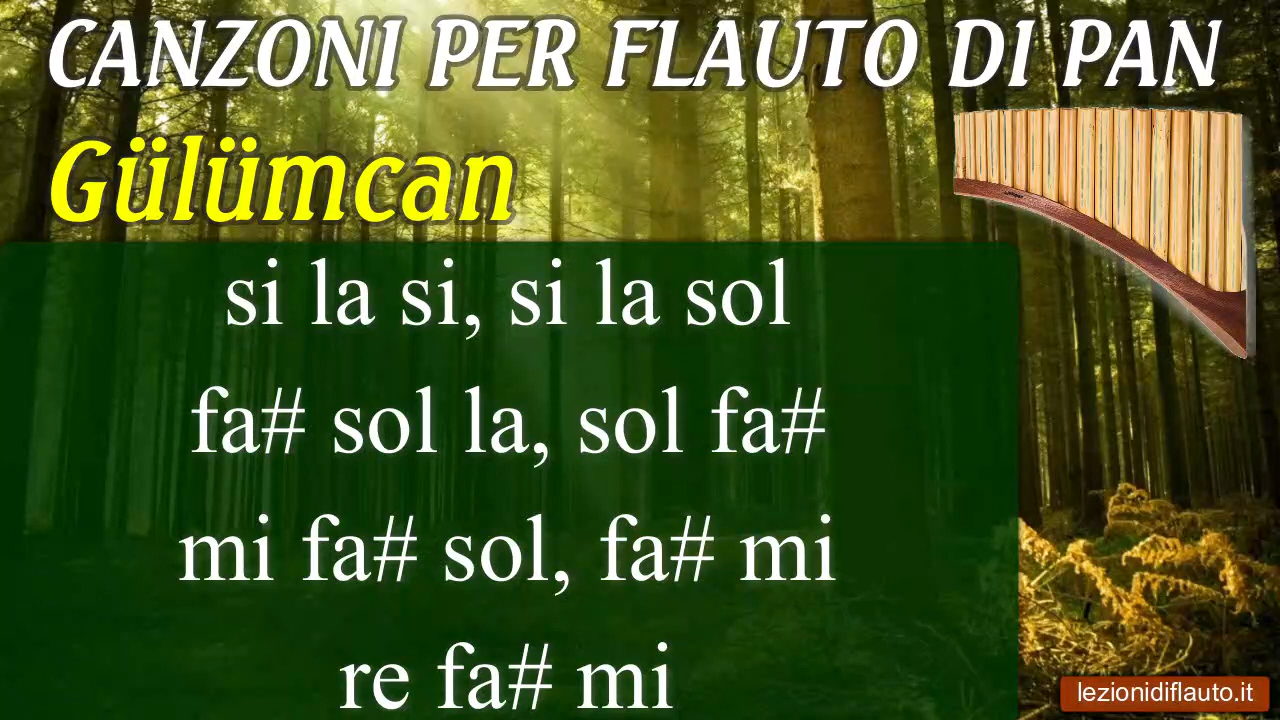 CANZONI PER FLAUTO DI PAN
Gülümcan
si la si, si la sol
fa# sol la, sol fa#
mi fa# sol, fa# mi
re fa# mi
lezionidiflauto.it